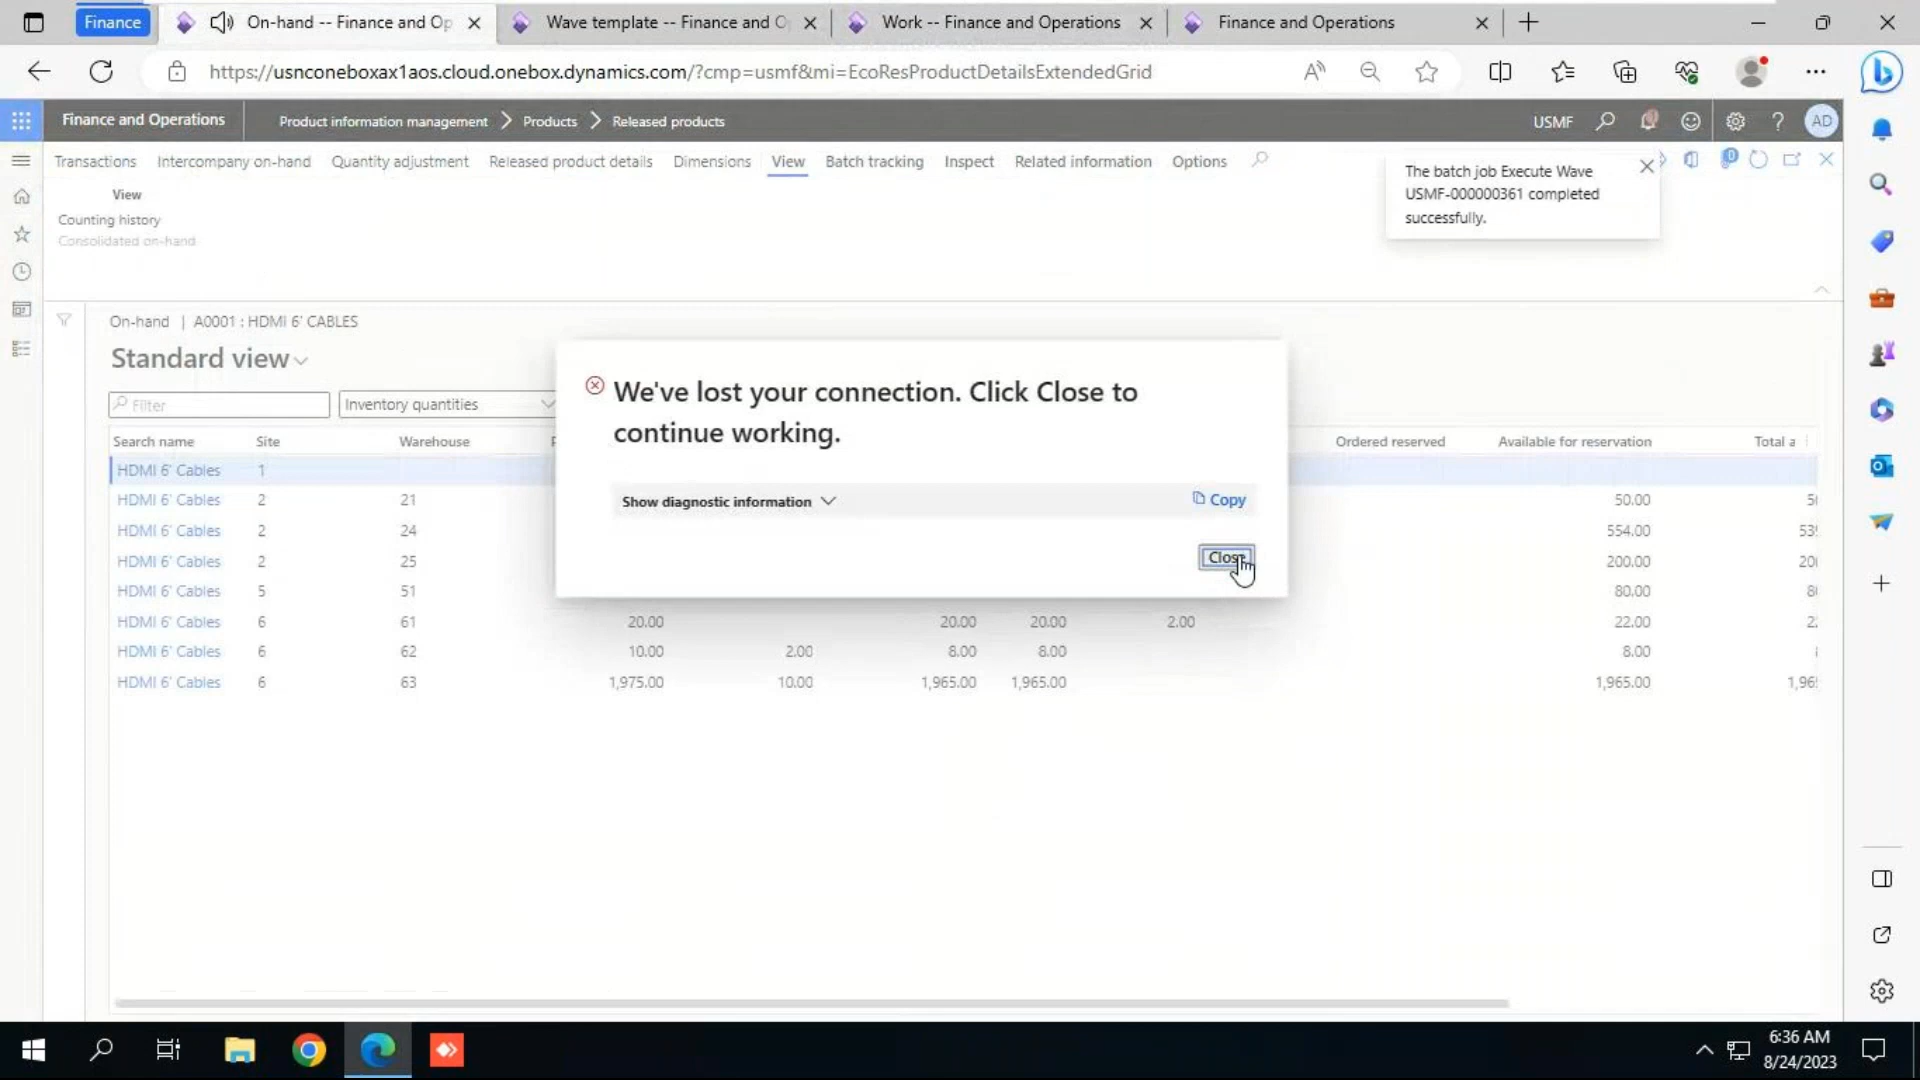 Finance
On-hand -- Finance and Op
Wave template -- Finance and O
Work -- Finance and Operations
Finance and Operations
https://usnconeboxax1aos.cloud.onebox.dynamics.com/?cmp=usmf&mi=EcoResProductDetailsExtendedGrid
Finance and Operations
Product information management
Products
Released products
USMF
AD
Transactions
Intercompany on-hand
Quantity adjustment
Released product details
Dimensions
View
Batch tracking
Inspect
Related information
Options
0
View
Counting history
Consolidated on-hand
The batch job Execute Wave
USMF-000000361 completed
successfully.
On-hand | A0001 : HDMI 6' CABLES
Standard view
Filter
Inventory quantities
We've lost your connection. Click Close to
continue working.
Show diagnostic information
Copy
Close
Search name Site Warehouse Ordered reserved Available for reservation Total a
HDMI 6' Cables 1
HDMI 6' Cables 2 21 50.00
HDMI 6' Cables 2 24 554.00
HDMI 6' Cables 2 25 200.00
HDMI 6' Cables 5 51 80.00
HDMI 6' Cables 6 61 20.00 20.00 20.00 2.00 22.00
HDMI 6' Cables 6 62 10.00 2.00 8.00 8.00 8.00
HDMI 6' Cables 6 63 1,975.00 10.00 1,965.00 1,965.00 1,965.00
6:36 AM
8/24/2023